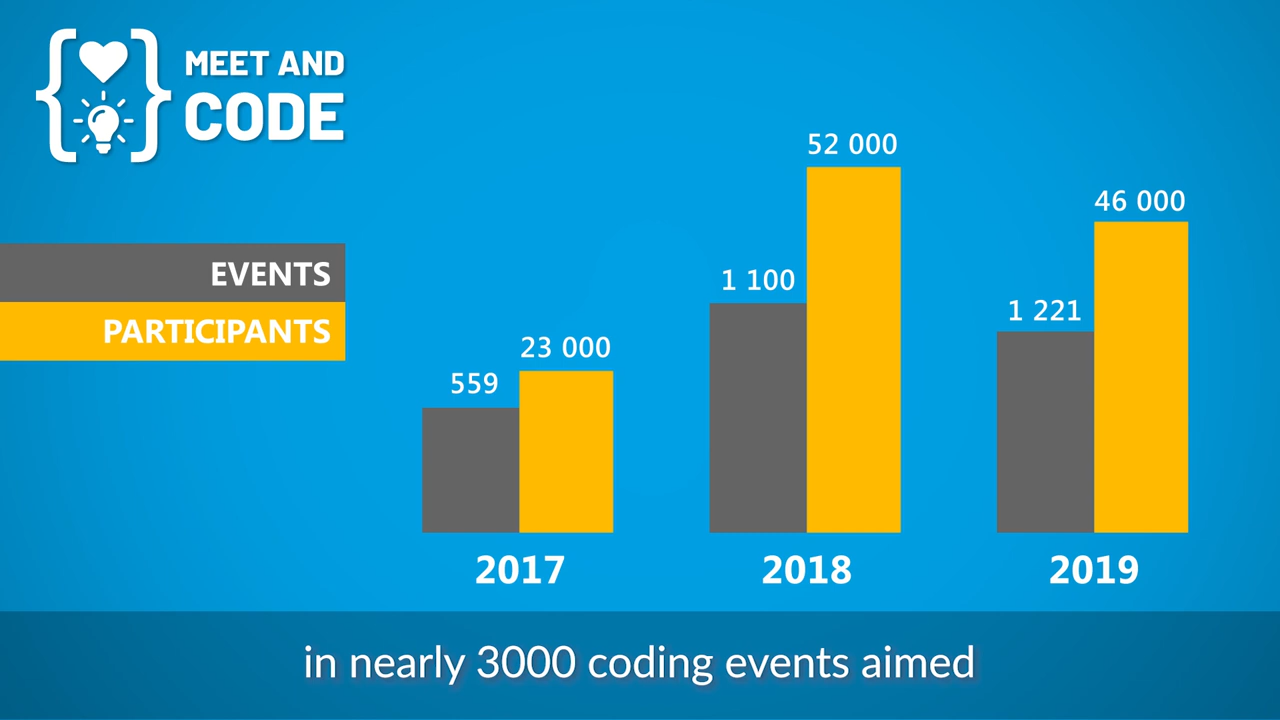 MEET AND
CODE
EVENTS
PARTICIPANTS
559
23 000
1 100
52 000
1 221
46 000
2017
2018
2019
in nearly 3000 coding events aimed